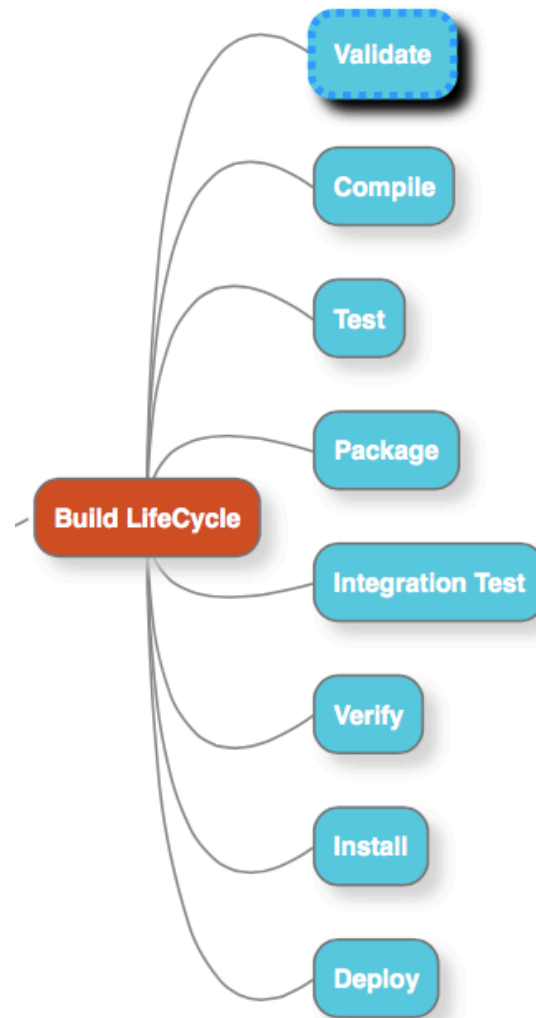 Validate
Compile
Test
Package
Build LifeCycle
Integration Test
Verify
Install
Deploy